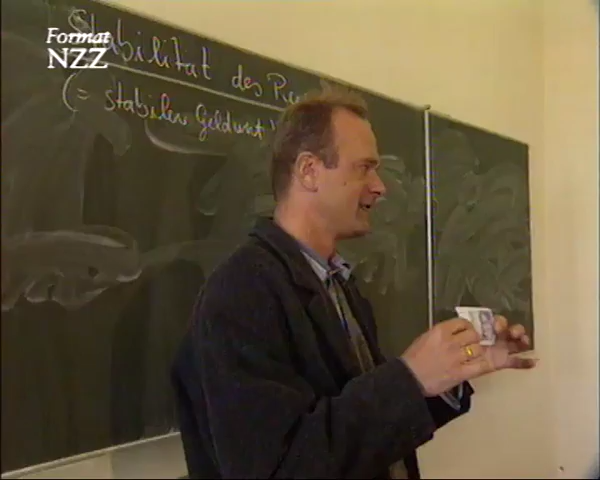 Format
NZZ
Stabilität des
(= stabiler Geldwert